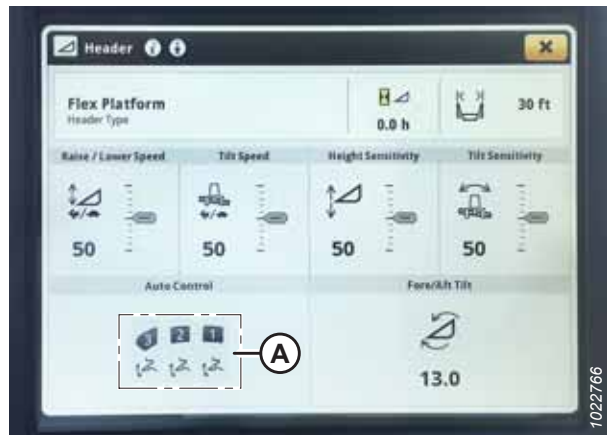 Header
Flex Platform
Header Type
0.0 h
30 ft
Raise / Lower Speed
Tilt Speed
Height Sensitivity
Tilt Sensitivity
50
50
50
50
Auto Control
Fore/Aft Tilt
3 2 1
A
13.0
1022766